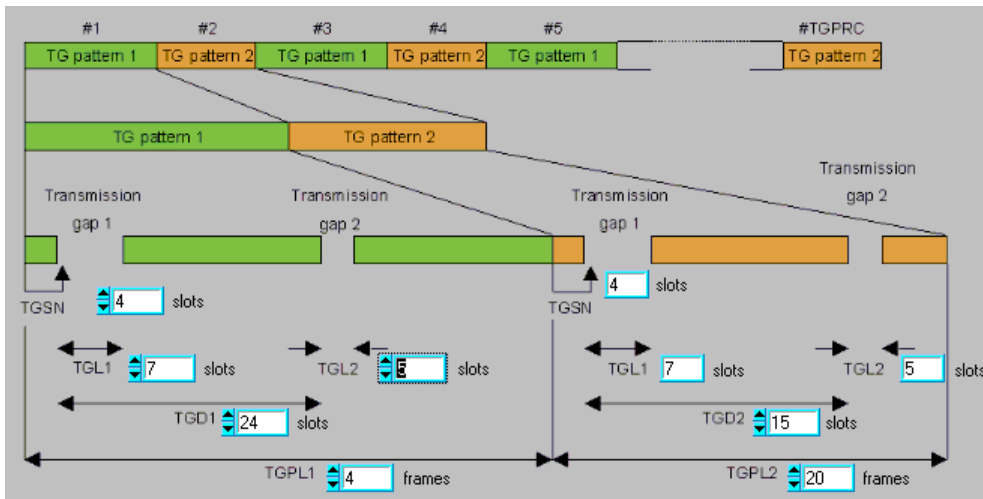 #1 #2 #3 #4 #5 #TGPRC
TG pattern 1 TG pattern 2 TG pattern 1 TG pattern 2 TG pattern 1 TG pattern 2
TG pattern 1 TG pattern 2
Transmission gap 1
Transmission gap 2
Transmission gap 1
Transmission gap 2
TGSN 4 slots
TGSN 4 slots
TGL1 7 slots TGL2 5 slots
TGL1 7 slots TGL2 5 slots
TGD1 24 slots
TGD2 15 slots
TGPL1 4 frames
TGPL2 20 frames